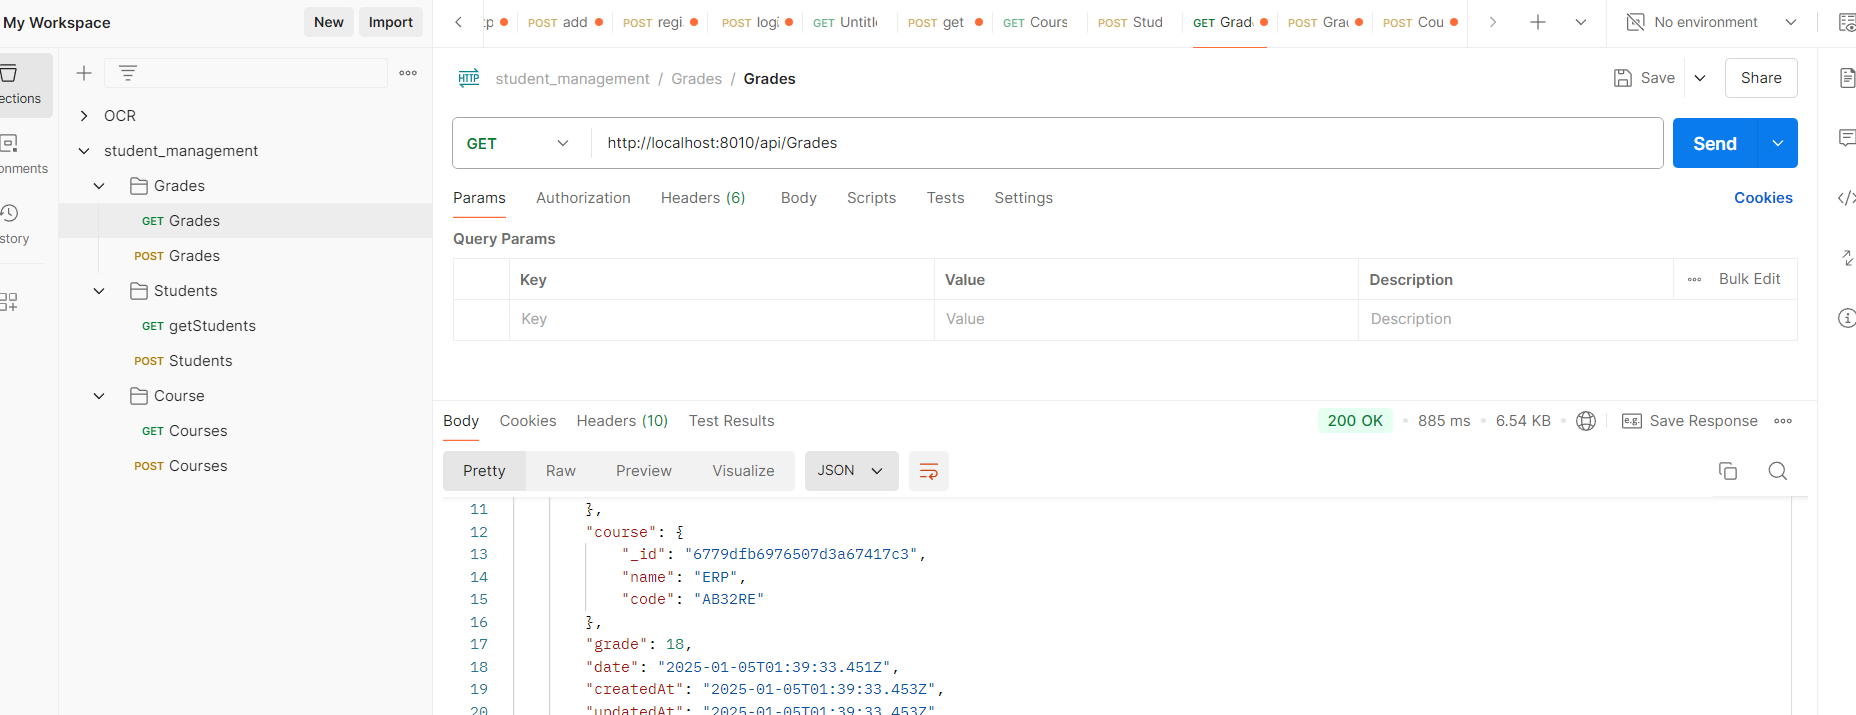 My Workspace
New
Import
POST add
POST regi
POST logi
GET Untitl
POST get
GET Cours
POST Stud
GET Grad
POST Grac
POST Cou
No environment
ections
onments
story
OCR
student_management
Grades
GET Grades
POST Grades
Students
GET getStudents
POST Students
Course
GET Courses
POST Courses
HTTP
student_management / Grades / Grades
Save
Share
GET
http://localhost:8010/api/Grades
Send
Params
Authorization
Headers (6)
Body
Scripts
Tests
Settings
Cookies
Query Params
Key
Value
Description
Bulk Edit
Key
Value
Description
Body
Cookies
Headers (10)
Test Results
200 OK
885 ms
6.54 KB
e.g.
Save Response
Pretty
Raw
Preview
Visualize
JSON
11 },
12 "course": {
13 "_id": "6779dfb6976507d3a67417c3",
14 "name": "ERP",
15 "code": "AB32RE"
16 },
17 "grade": 18,
18 "date": "2025-01-05T01:39:33.451Z",
19 "createdAt": "2025-01-05T01:39:33.453Z",
20 "updatedAt": "2025-01-05T01:39:33.453Z"